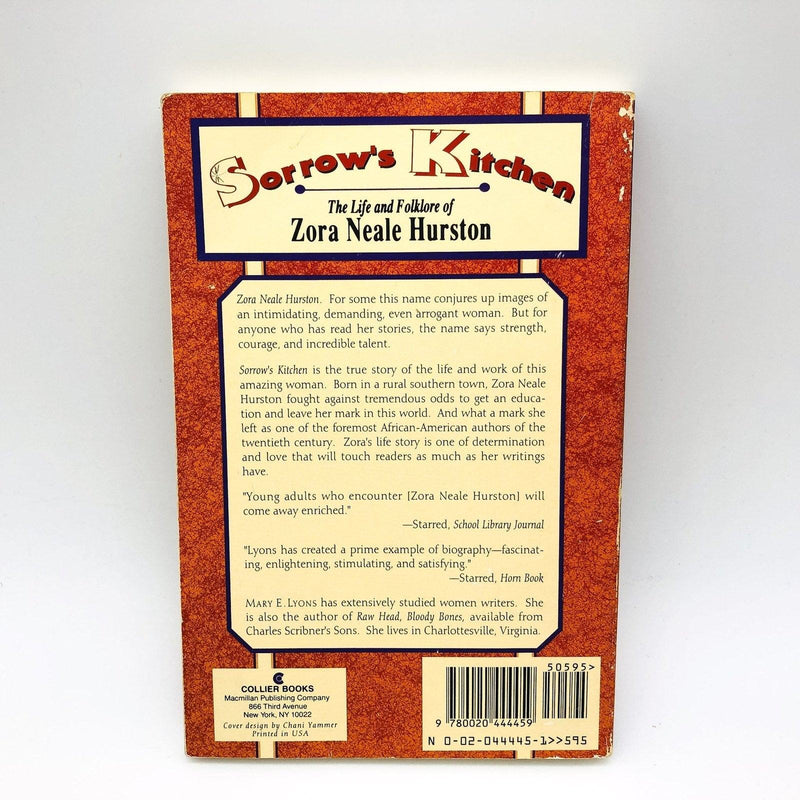 Sorrow's Kitchen
The Life and Folklore of
Zora Neale Hurston
Zora Neale Hurston. For some this name conjures up images of
an intimidating, demanding, even arrogant woman. But for
anyone who has read her stories, the name says strength,
courage, and incredible talent.
Sorrow's Kitchen is the true story of the life and work of this
amazing woman. Born in a rural southern town, Zora Neale
Hurston fought against tremendous odds to get an educa-
tion and leave her mark in this world. And what a mark she
left as one of the foremost African-American authors of the
twentieth century. Zora's life story is one of determination
and love that will touch readers as much as her writings
have.
"Young adults who encounter [Zora Neale Hurston] will
come away enriched."
—Starred, School Library Journal
"Lyons has created a prime example of biography—fascinat-
ing, enlightening, stimulating, and satisfying."
—Starred, Horn Book
MARY E. LYONS has extensively studied women writers. She
is also the author of Raw Head, Bloody Bones, available from
Charles Scribner's Sons. She lives in Charlottesville, Virginia.
COLLIER BOOKS
Macmillan Publishing Company
866 Third Avenue
New York, NY 10022
Cover design by Chani Yammer
Printed in USA
50595>
9 780020 444459
N 0-02-044445-1>>595